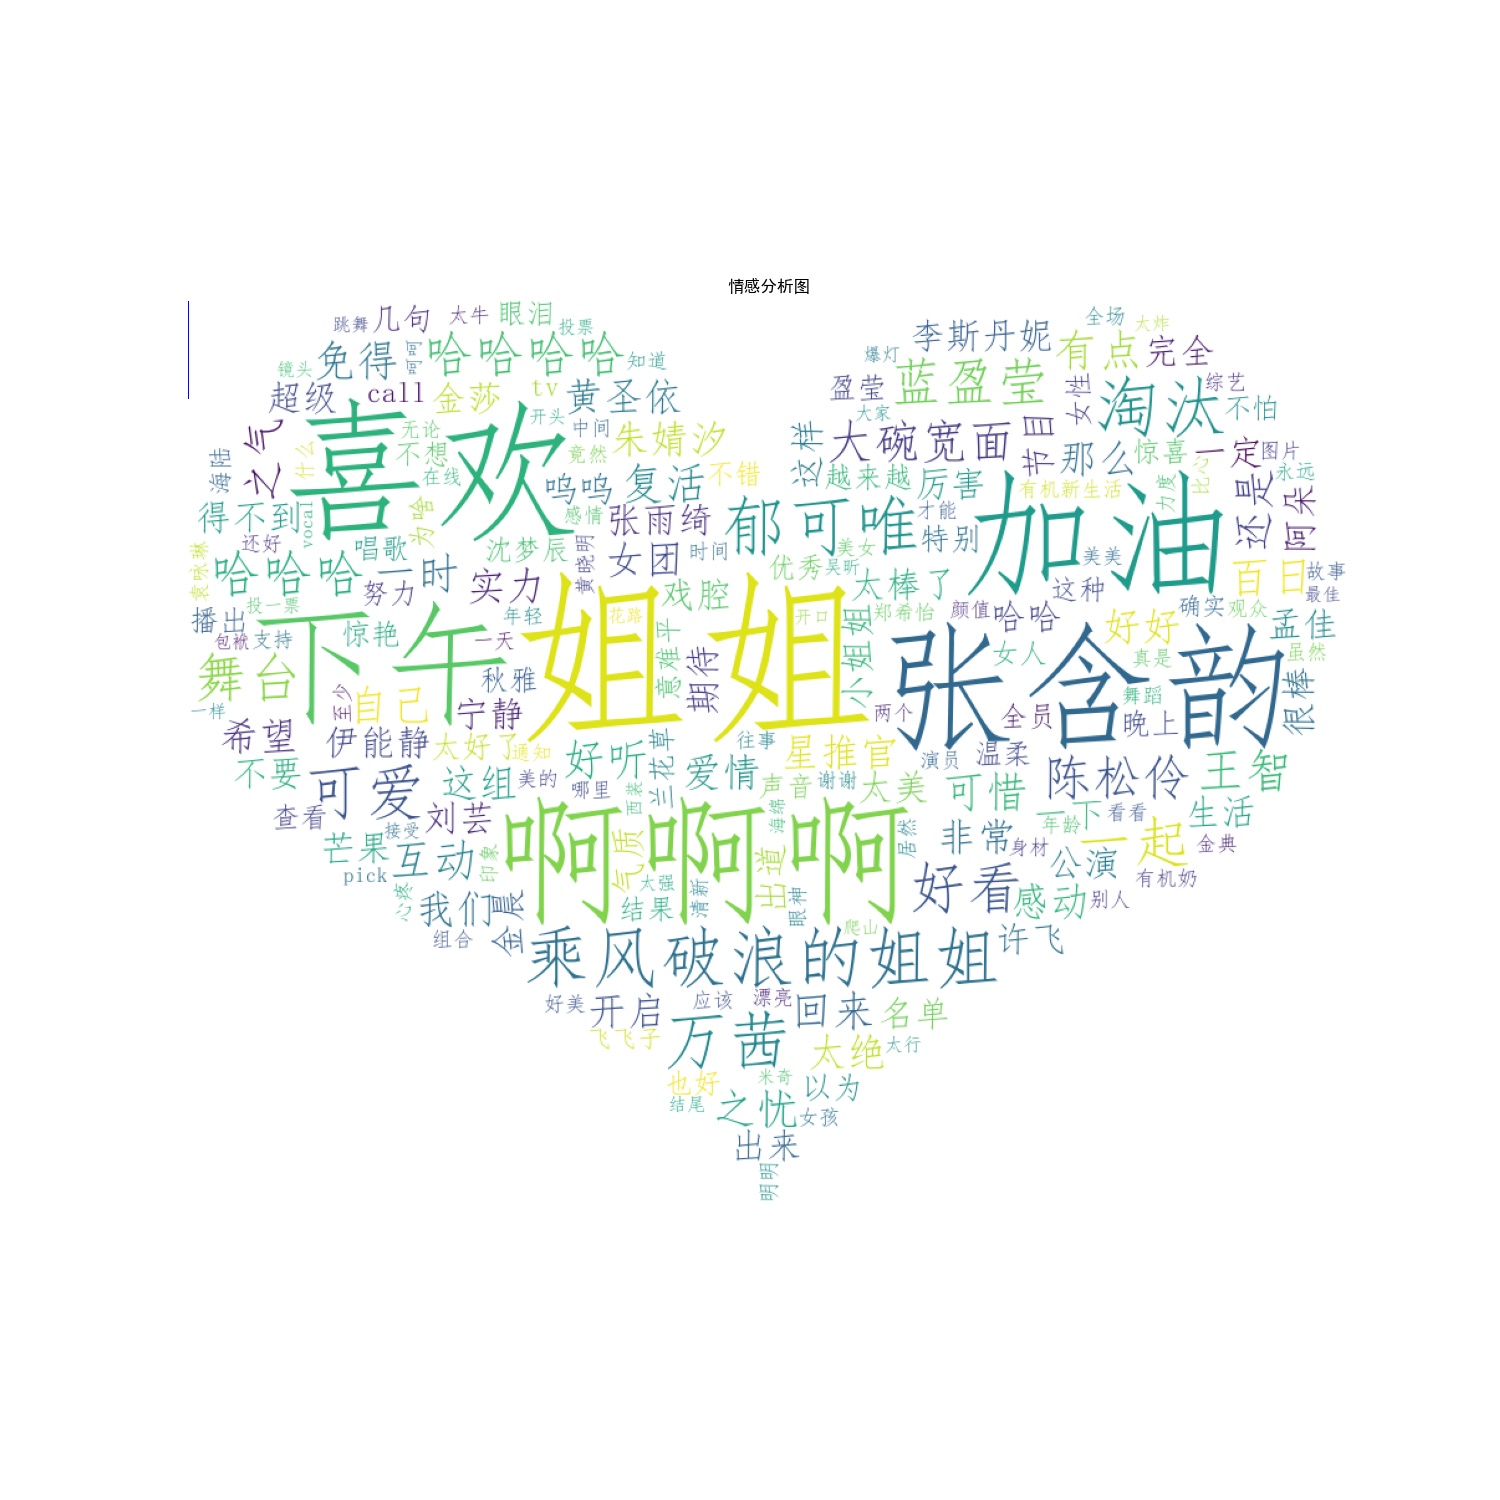 情感分析图
跳舞
几句
太牛
眼泪
投票
全场
太炸
李斯丹妮
有点
完全
镜头
免得
呵呵
哈哈哈哈
知道
爆灯
超级
call
金莎
tv
黄圣依
盈盈
蓝盈莹
女性
淘汰
综艺
不怕
之气
喜欢
无论
不想
在线
开头
中间
竟然
朱婧汐
不错
大家
这样
大碗宽面
节目
那么
惊喜
一定
图片
海陆
什么
呜呜
复活
越来越
厉害
有机新生活
力度
比心
还是
永远
阿朵
得不到
vocal
为啥
感情
张雨绮
郁可唯
才能
特别
加油
还好
唱歌
沈梦辰
黄晓明
女团
时间
美女
优秀
吴昕
美美
哈哈哈
一时
实力
戏腔
太棒了
这种
百日
故事
最佳
袁咏琳
投一票
努力
播出
年轻
姐姐
花路
开口
郑希怡
颜值
哈哈
确实
观众
包袱
支持
惊艳
下午
一天
意难平
期待
小姐姐
张含韵
女人
好好
真是
孟佳
虽然
舞台
秋雅
舞蹈
很棒
一样
至少
自己
宁静
两个
全员
晚上
希望
伊能静
太好了
通知
好听
兰花草
往事
星推官
演员
温柔
不要
可爱
这组
美的
哪里
西装
爱情
声音
谢谢
太美
可惜
陈松伶
王智
查看
接受
刘芸
啊啊啊
海绵
居然
一下
年龄
看看
生活
芒果
互动
印象
气质
出道
非常
身材
一起
金典
pick
太强
公演
有机奶
心疼
我们
金晨
结果
清新
眼神
好看
感动
别人
组合
爬山
乘风破浪的姐姐
许飞
好美
开启
应该
漂亮
回来
名单
飞飞子
万茜
太绝
太行
也好
米奇
以为
结尾
之忧
女孩
出来
明明